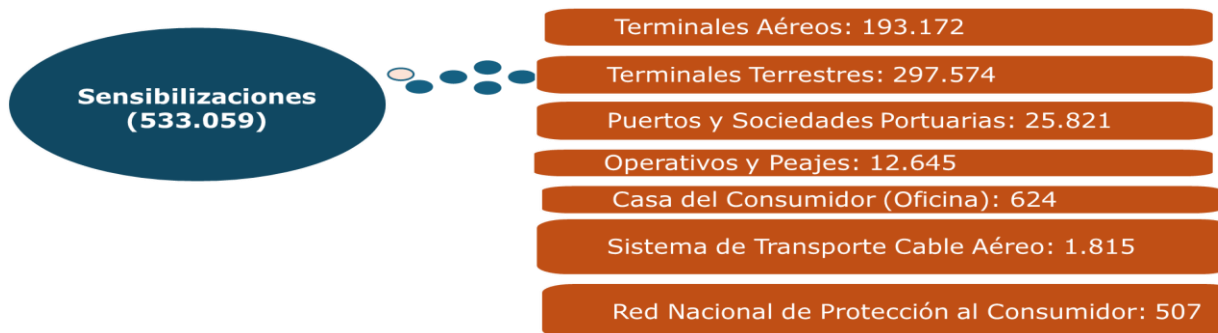 Sensibilizaciones
(533.059)
Terminales Aéreos: 193.172
Terminales Terrestres: 297.574
Puertos y Sociedades Portuarias: 25.821
Operativos y Peajes: 12.645
Casa del Consumidor (Oficina): 624
Sistema de Transporte Cable Aéreo: 1.815
Red Nacional de Protección al Consumidor: 507